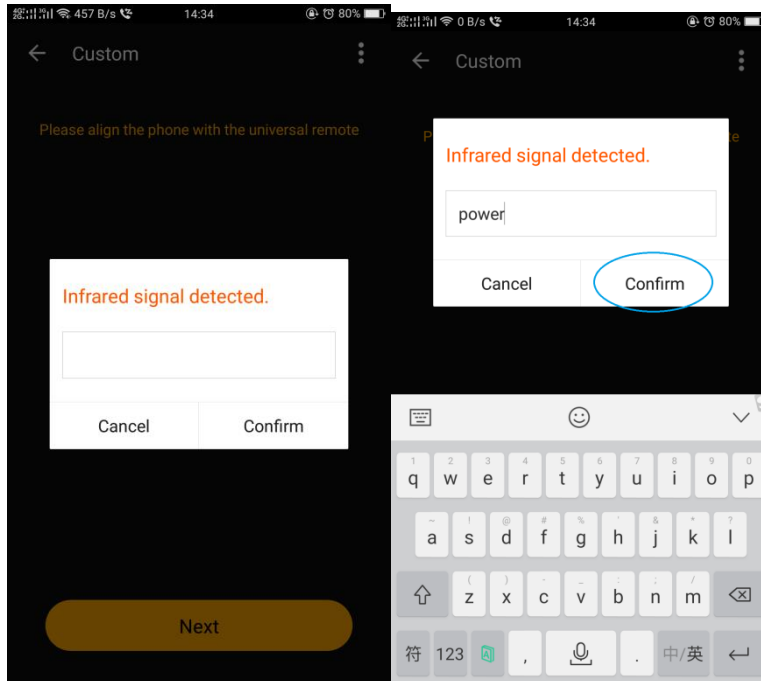 457 B/s 14:34 80%
Custom
Please align the phone with the universal remote
Infrared signal detected.
Cancel Confirm
Next
0 B/s 14:34 80%
Custom
P te
Infrared signal detected.
power
Cancel Confirm
1 2 3 4 5 6 7 8 9 0
q w e r t y u i o p
~ ! @ # % ' & * ?
a s d f g h j k l
( ) - _ : ; /
z x c v b n m
符 123 , . 中/英